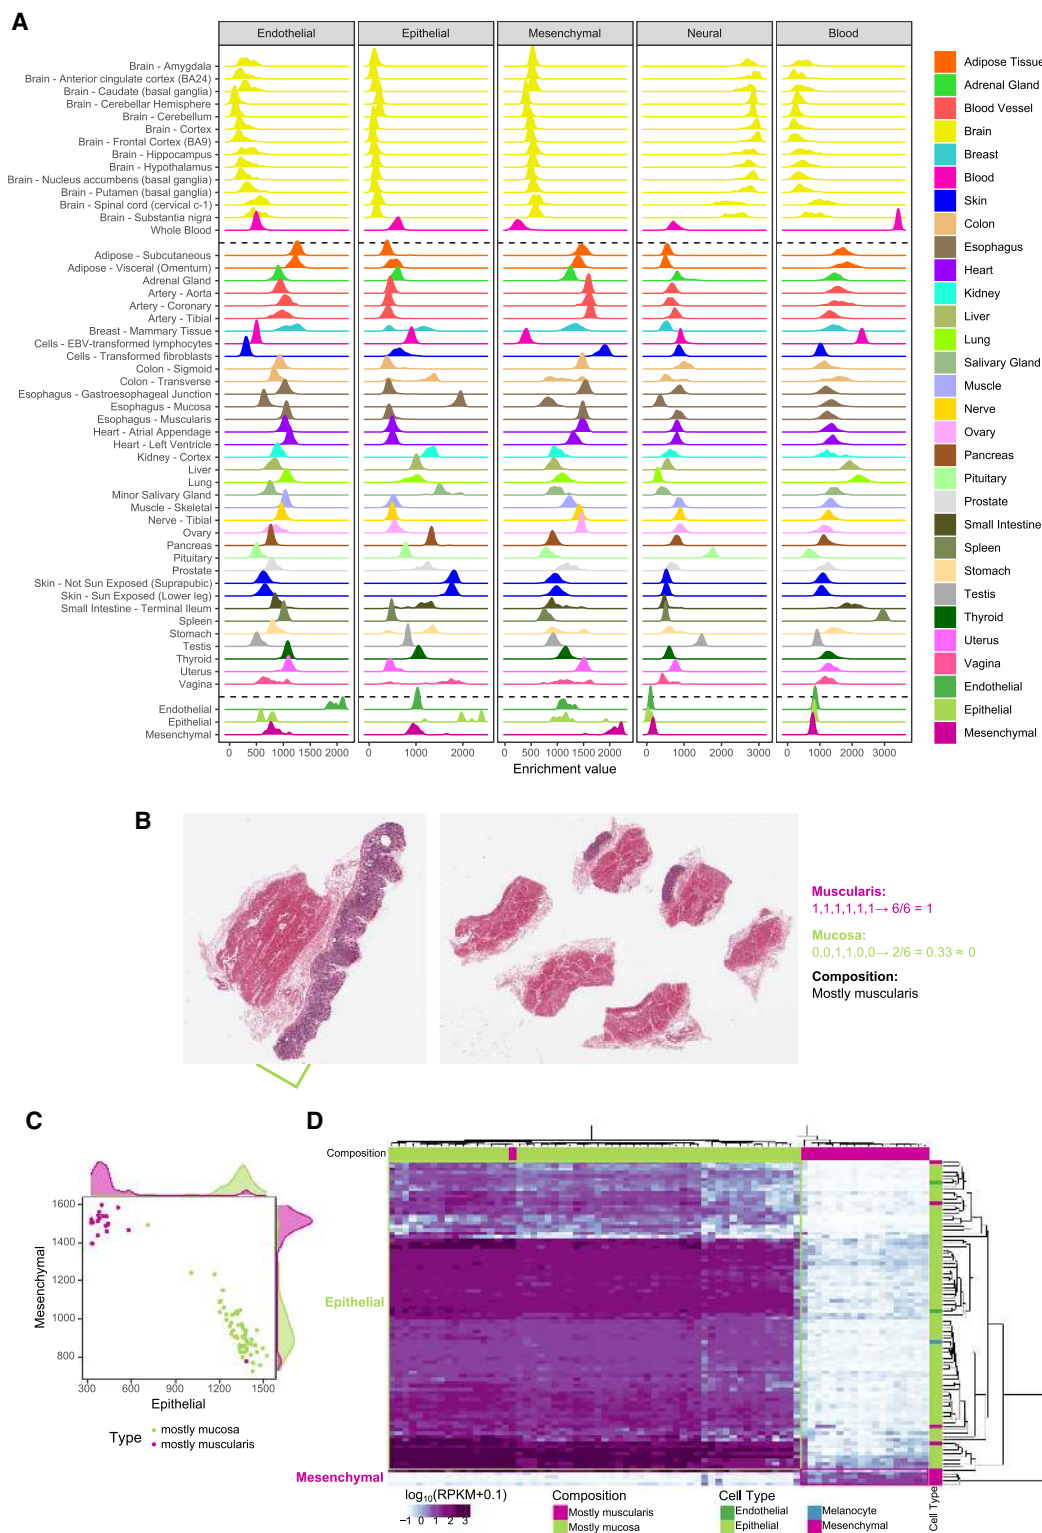 A
Endothelial
Epithelial
Mesenchymal
Neural
Blood
Brain - Amygdala
Brain - Anterior cingulate cortex (BA24)
Brain - Caudate (basal ganglia)
Brain - Cerebellar Hemisphere
Brain - Cerebellum
Brain - Cortex
Brain - Frontal Cortex (BA9)
Brain - Hippocampus
Brain - Hypothalamus
Brain - Nucleus accumbens (basal ganglia)
Brain - Putamen (basal ganglia)
Brain - Spinal cord (cervical c-1)
Brain - Substantia nigra
Whole Blood
Adipose - Subcutaneous
Adipose - Visceral (Omentum)
Adrenal Gland
Artery - Aorta
Artery - Coronary
Artery - Tibial
Breast - Mammary Tissue
Cells - EBV-transformed lymphocytes
Cells - Transformed fibroblasts
Colon - Sigmoid
Colon - Transverse
Esophagus - Gastroesophageal Junction
Esophagus - Mucosa
Esophagus - Muscularis
Heart - Atrial Appendage
Heart - Left Ventricle
Kidney - Cortex
Liver
Lung
Minor Salivary Gland
Muscle - Skeletal
Nerve - Tibial
Ovary
Pancreas
Pituitary
Prostate
Skin - Not Sun Exposed (Suprapubic)
Skin - Sun Exposed (Lower leg)
Small Intestine - Terminal Ileum
Spleen
Stomach
Testis
Thyroid
Uterus
Vagina
Endothelial
Epithelial
Mesenchymal
0 500 1000 1500 2000
0 1000 2000
0 500 1000 1500 2000
0 1000 2000 3000
0 1000 2000 3000
Enrichment value
Adipose Tissue
Adrenal Gland
Blood Vessel
Brain
Breast
Blood
Skin
Colon
Esophagus
Heart
Kidney
Liver
Lung
Salivary Gland
Muscle
Nerve
Ovary
Pancreas
Pituitary
Prostate
Small Intestine
Spleen
Stomach
Testis
Thyroid
Uterus
Vagina
Endothelial
Epithelial
Mesenchymal
B
Muscularis:
1,1,1,1,1,1→ 6/6 = 1
Mucosa:
0,0,1,1,0,0→ 2/6 = 0.33 ≈ 0
Composition:
Mostly muscularis
C
Mesenchymal
1600
1400
1200
1000
800
300 600 900 1200 1500
Epithelial
Type
mostly mucosa
mostly muscularis
D
Composition
Epithelial
Mesenchymal
Cell Type
log10(RPKM+0.1)
−1 0 1 2 3
Composition
Mostly muscularis
Mostly mucosa
Cell Type
Endothelial
Epithelial
Melanocyte
Mesenchymal